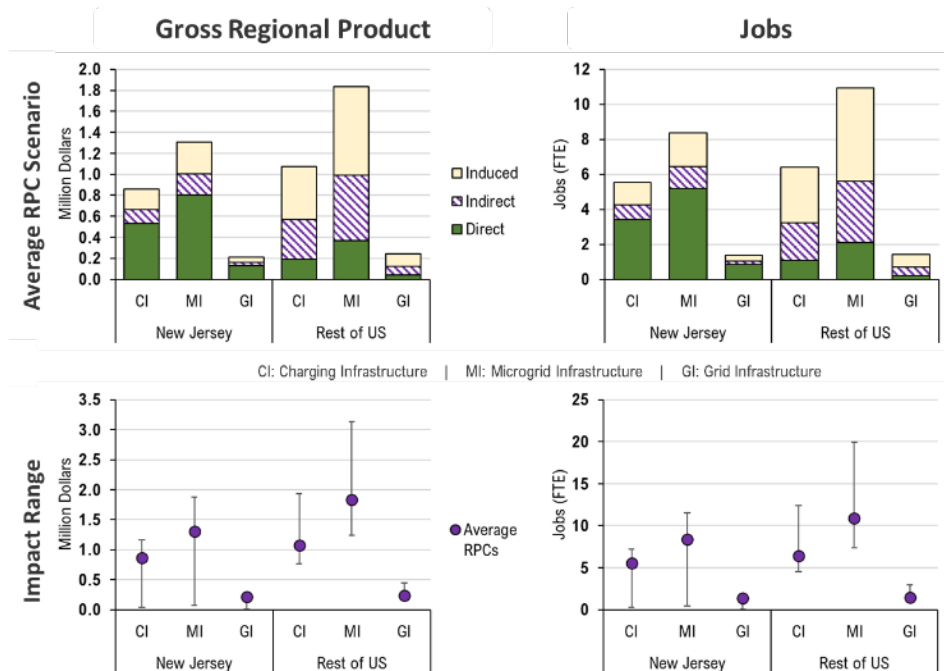 Gross Regional Product
Jobs
Average RPC Scenario
Million Dollars
2.0
1.8
1.6
1.4
1.2
1.0
0.8
0.6
0.4
0.2
0.0
CI MI GI CI MI GI
New Jersey Rest of US
Induced
Indirect
Direct
Jobs (FTE)
12
10
8
6
4
2
0
CI MI GI CI MI GI
New Jersey Rest of US
CI: Charging Infrastructure | MI: Microgrid Infrastructure | GI: Grid Infrastructure
Impact Range
Million Dollars
3.5
3.0
2.5
2.0
1.5
1.0
0.5
0.0
CI MI GI CI MI GI
New Jersey Rest of US
Average
RPCs
Jobs (FTE)
25
20
15
10
5
0
CI MI GI CI MI GI
New Jersey Rest of US